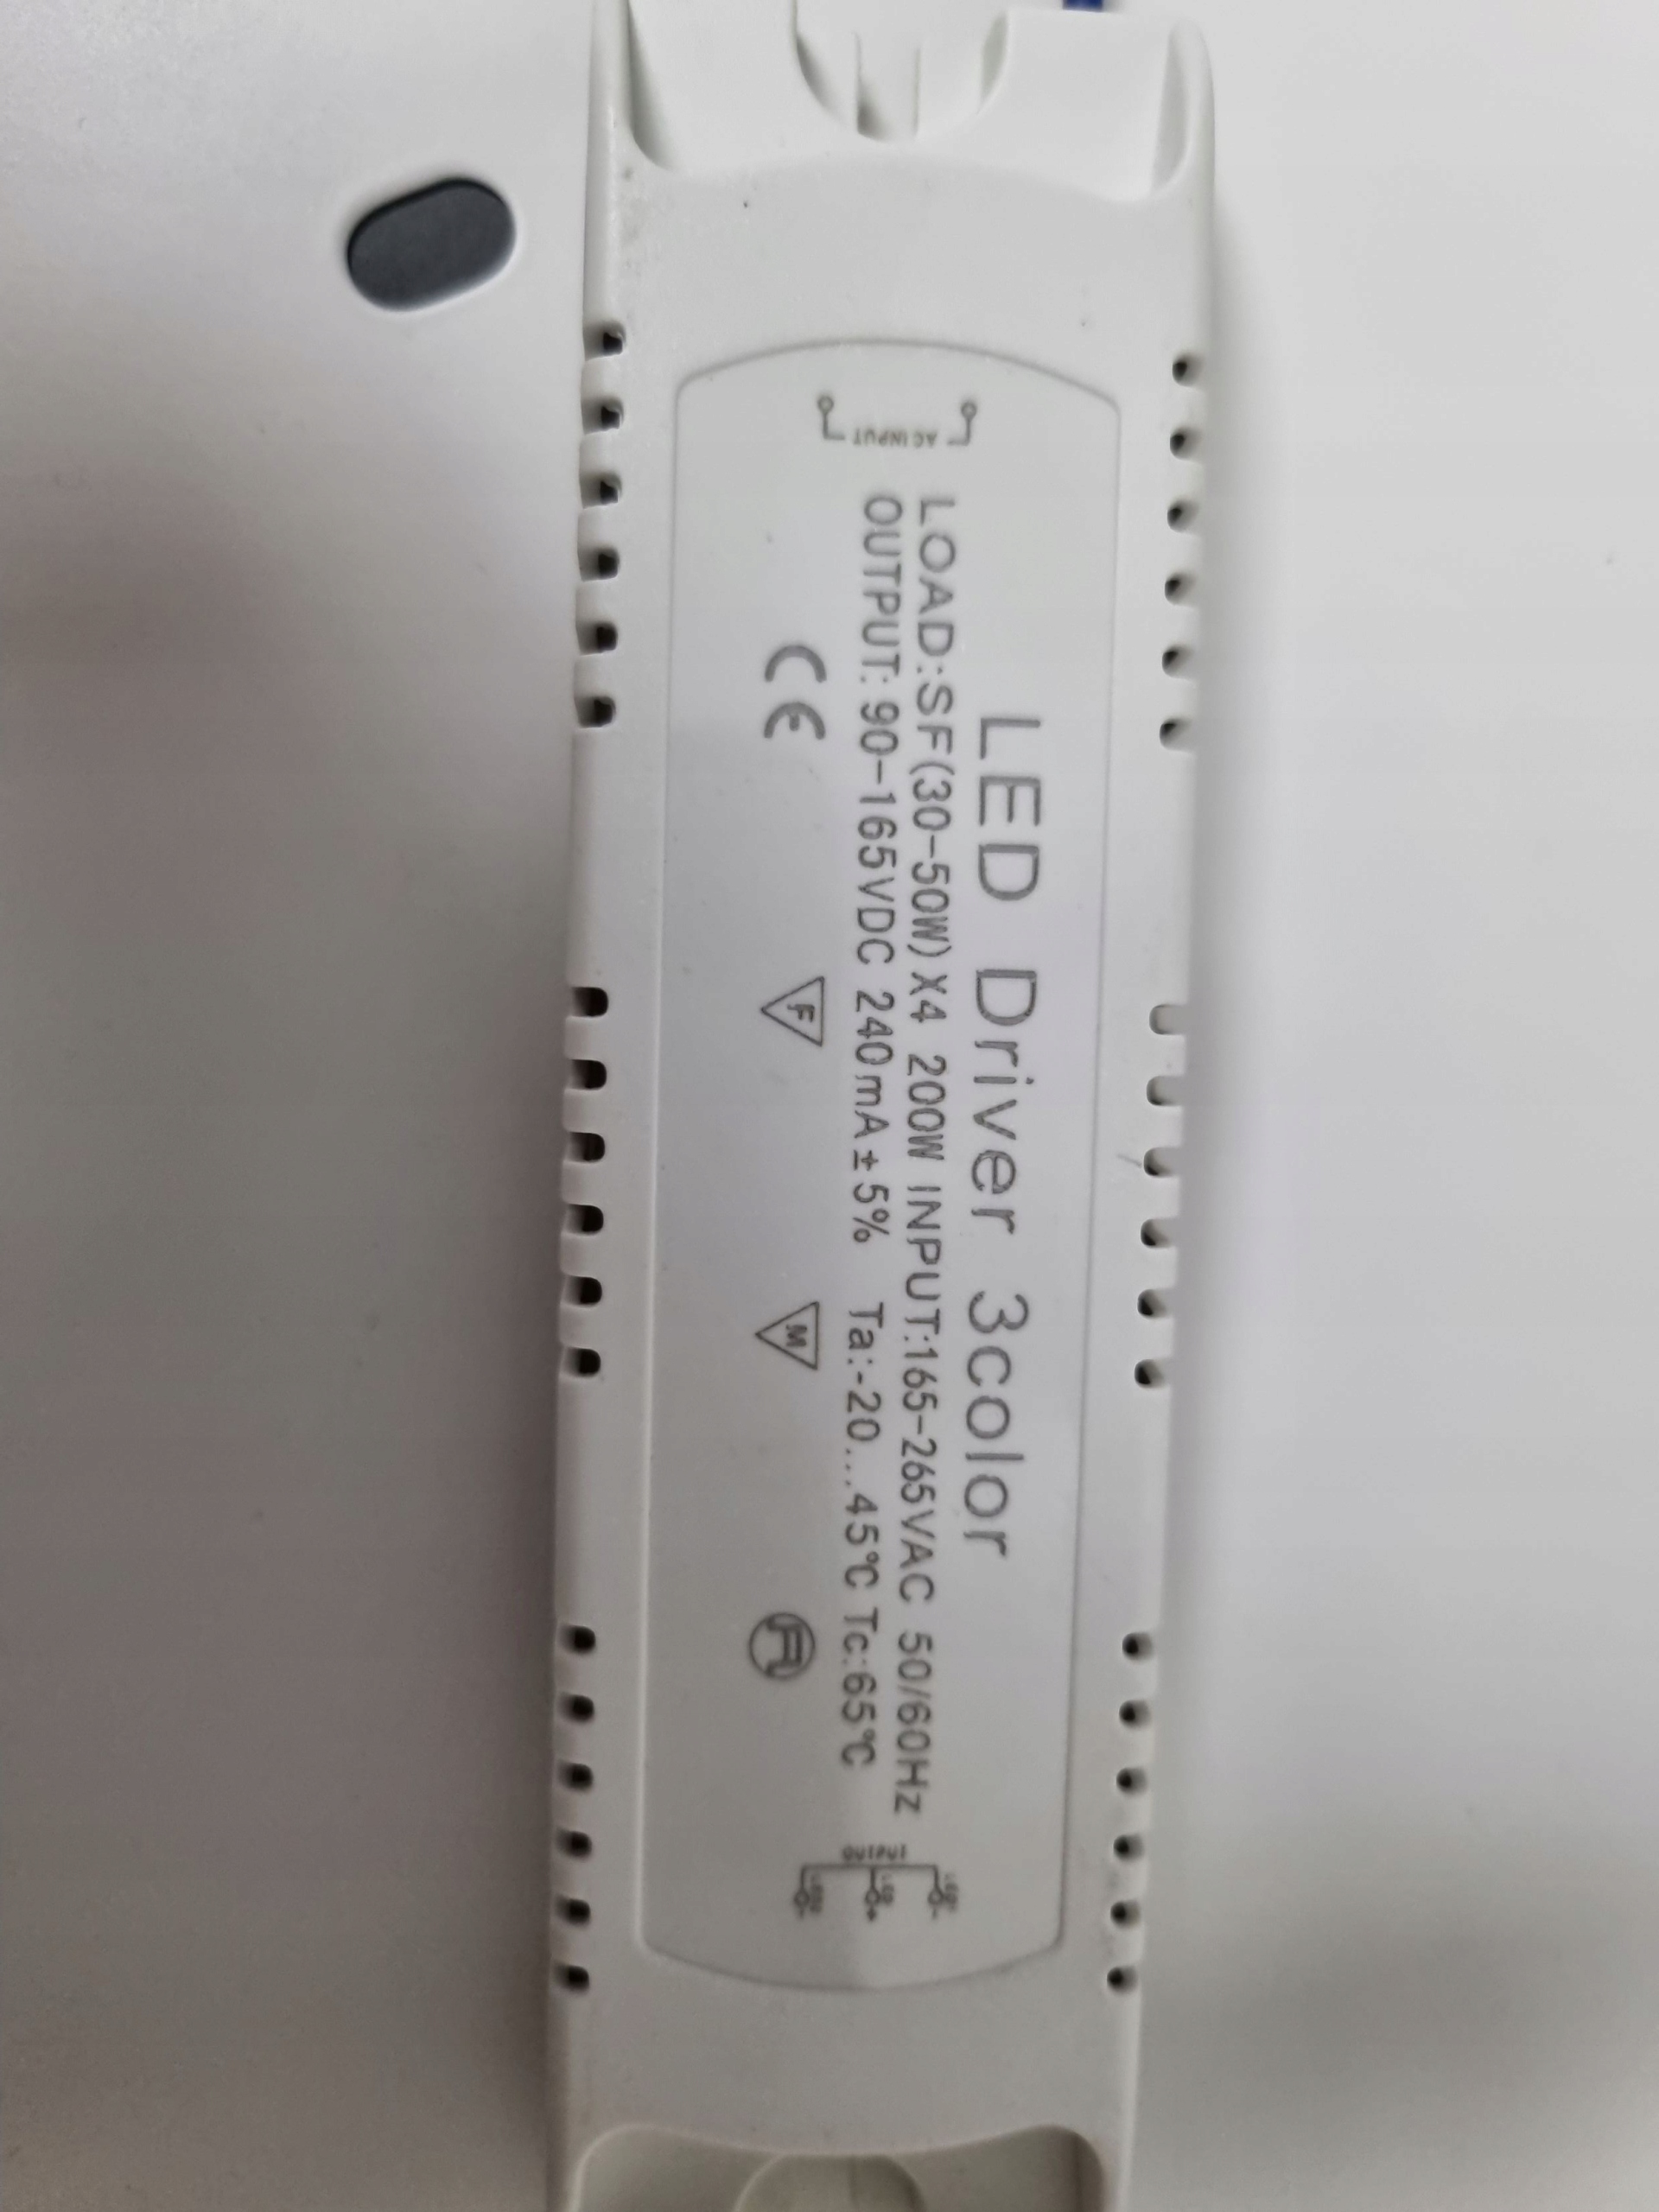 LED Driver 3color
LOAD:SF(30-50W)X4 200W INPUT:165-265VAC 50/60Hz
OUTPUT: 90-165VDC 240mA±5% Ta:-20...45℃ Tc:65℃
CE
F
M
AC INPUT
OUTPUT